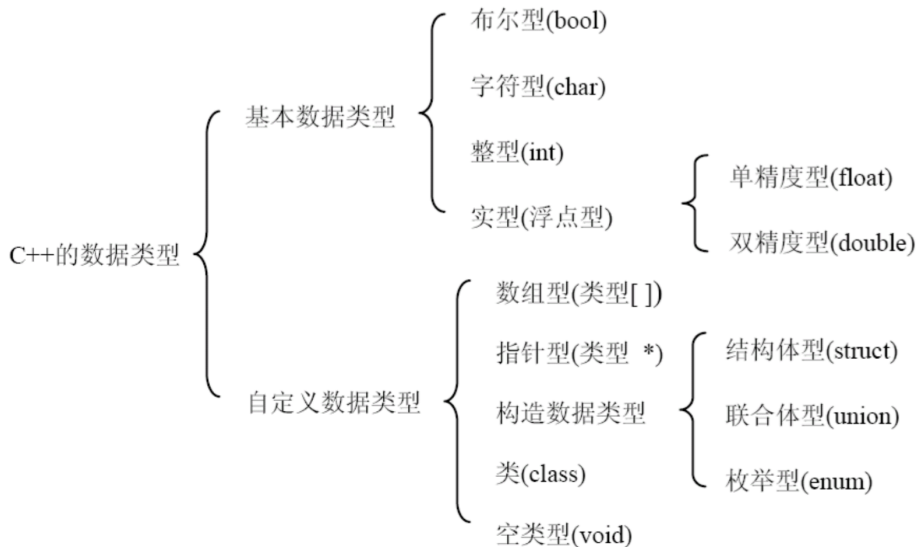 C++的数据类型
基本数据类型
布尔型(bool)
字符型(char)
整型(int)
实型(浮点型)
单精度型(float)
双精度型(double)
自定义数据类型
数组型(类型[ ])
指针型(类型 *)
构造数据类型
结构体型(struct)
联合体型(union)
枚举型(enum)
类(class)
空类型(void)